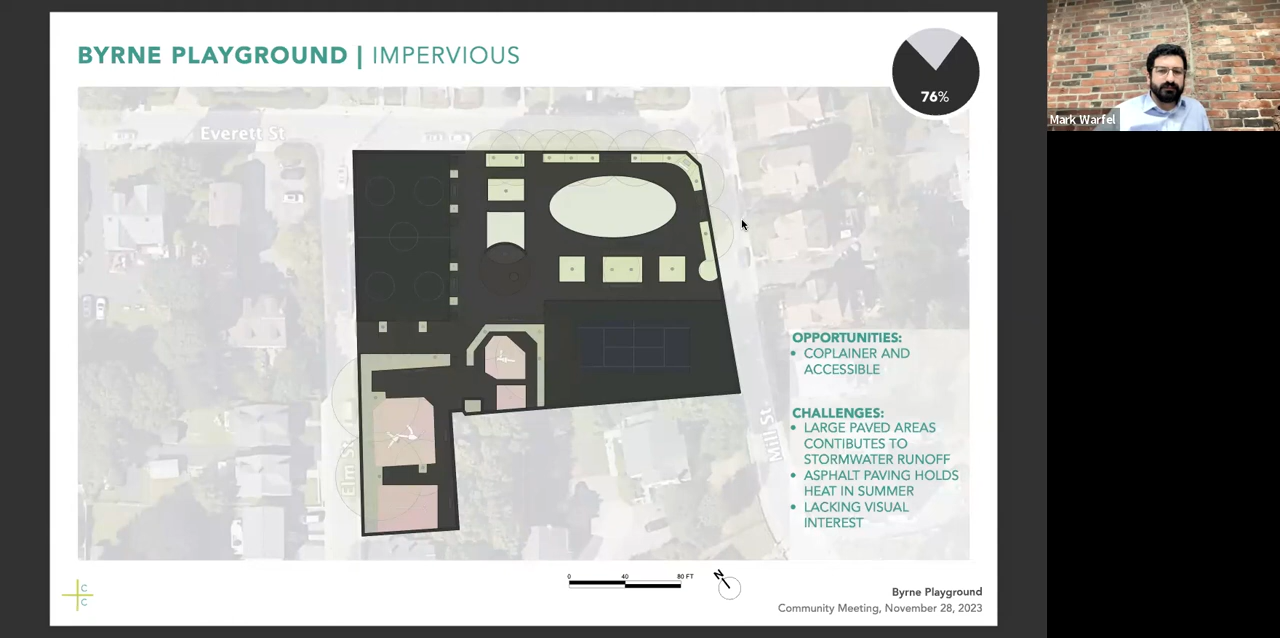 BYRNE PLAYGROUND | IMPERVIOUS
76%
Mark Warfel
Everett St
Elm St
Mill St
OPPORTUNITIES:
• COPLAINER AND
ACCESSIBLE
CHALLENGES:
• LARGE PAVED AREAS
CONTIBUTES TO
STORMWATER RUNOFF
• ASPHALT PAVING HOLDS
HEAT IN SUMMER
• LACKING VISUAL
INTEREST
0 40 80 FT
N
C
C
Byrne Playground
Community Meeting, November 28, 2023